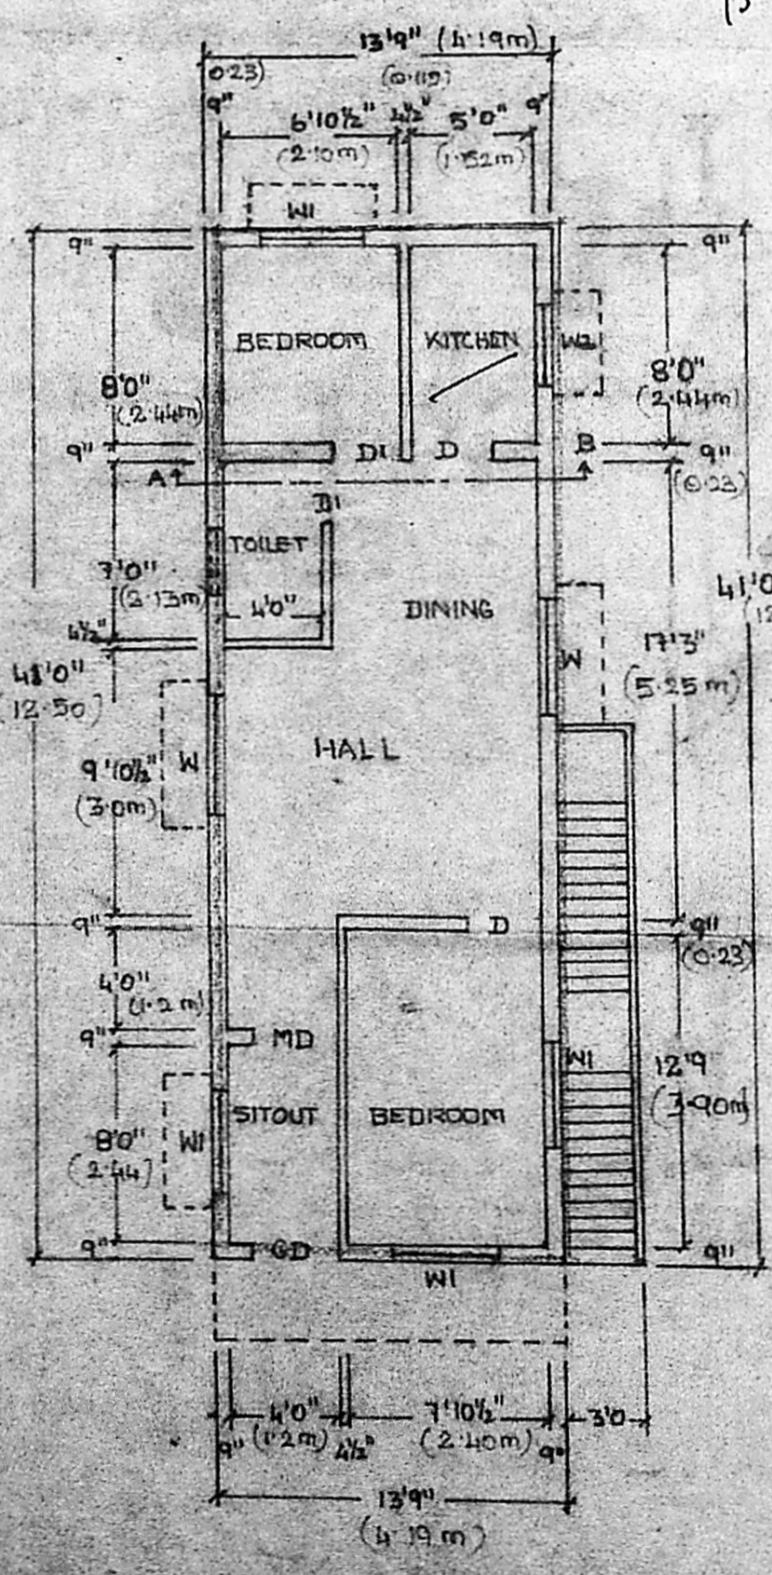 13'9" (4.19m)
0.23) (0.115)
9" 6'10½" 4½" 5'0" 9"
(2.10m) (1.52m)
W1
9" 9"
BEDROOM KITCHEN W2
8'0" 8'0"
(2.44m) (2.44m)
9" D1 D B 9"
A (0.23)
D1
TOILET
7'0" 41'0"
(2.13m) 4'0" DINING (12
4½" W 17'3"
41'0" (5.25m)
(12.50)
HALL
9'10½" W
(3.0m)
9" D 9"
(0.23)
4'0"
(1.2m)
9" MD
W1 12'9
(3.90m)
8'0" W1 SITOUT BEDROOM
(2.44)
9" GD 9"
W1
4'0" 7'10½" 3'0
9" (1.2m) 4½" (2.40m) 9"
13'9"
(4.19m)